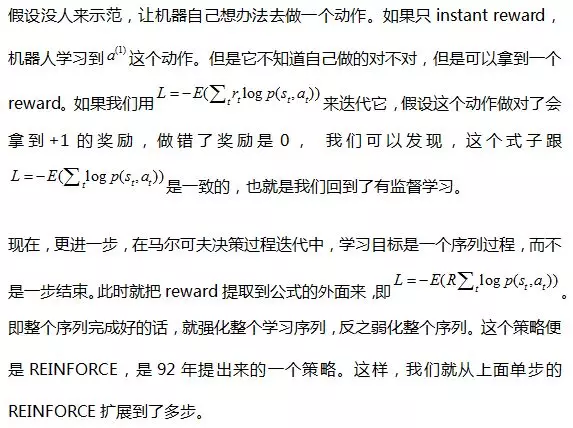 假设没人来示范，让机器自己想办法去做一个动作。如果只 instant reward，
机器人学习到 a^(1) 这个动作。但是它不知道自己做的对不对，但是可以拿到一个
reward。如果我们用 L=-E(∑_t r_t log p(s_t,a_t)) 来迭代它，假设这个动作做对了会
拿到 +1 的奖励，做错了奖励是 0， 我们可以发现，这个式子跟
L=-E(∑_t log p(s_t,a_t)) 是一致的，也就是我们回到了有监督学习。
现在，更进一步，在马尔可夫决策过程迭代中，学习目标是一个序列过程，而不
是一步结束。此时就把 reward 提取到公式的外面来，即 L=-E(R∑_t log p(s_t,a_t))。
即整个序列完成好的话，就强化整个学习序列，反之弱化整个序列。这个策略便
是 REINFORCE，是 92 年提出来的一个策略。这样，我们就从上面单步的
REINFORCE 扩展到了多步。